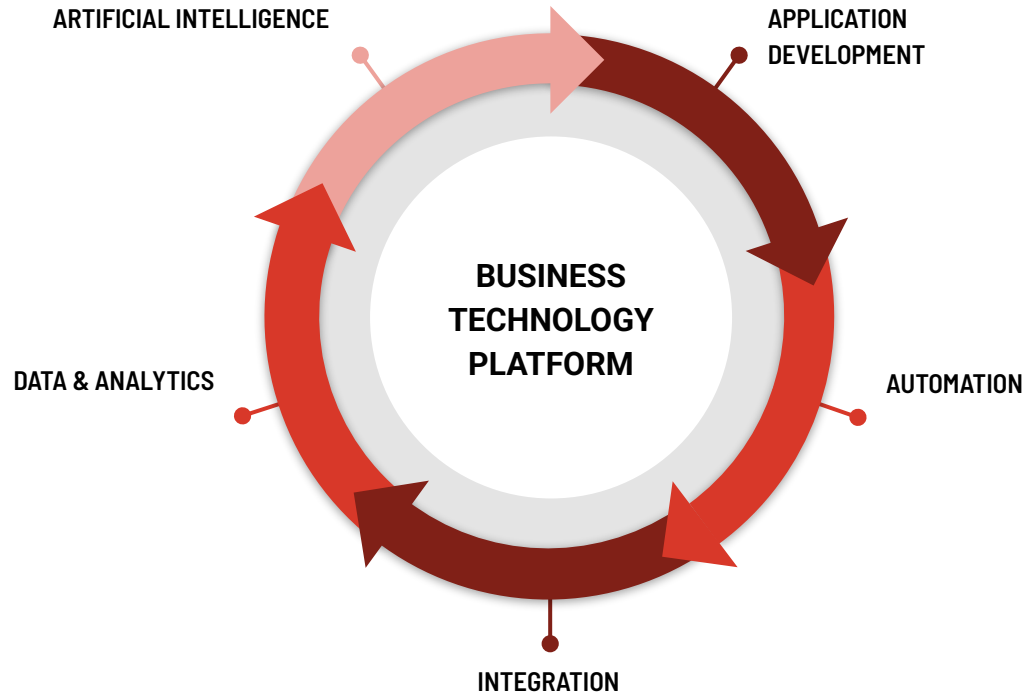 ARTIFICIAL INTELLIGENCE
APPLICATION
DEVELOPMENT
BUSINESS
TECHNOLOGY
PLATFORM
DATA & ANALYTICS
AUTOMATION
INTEGRATION